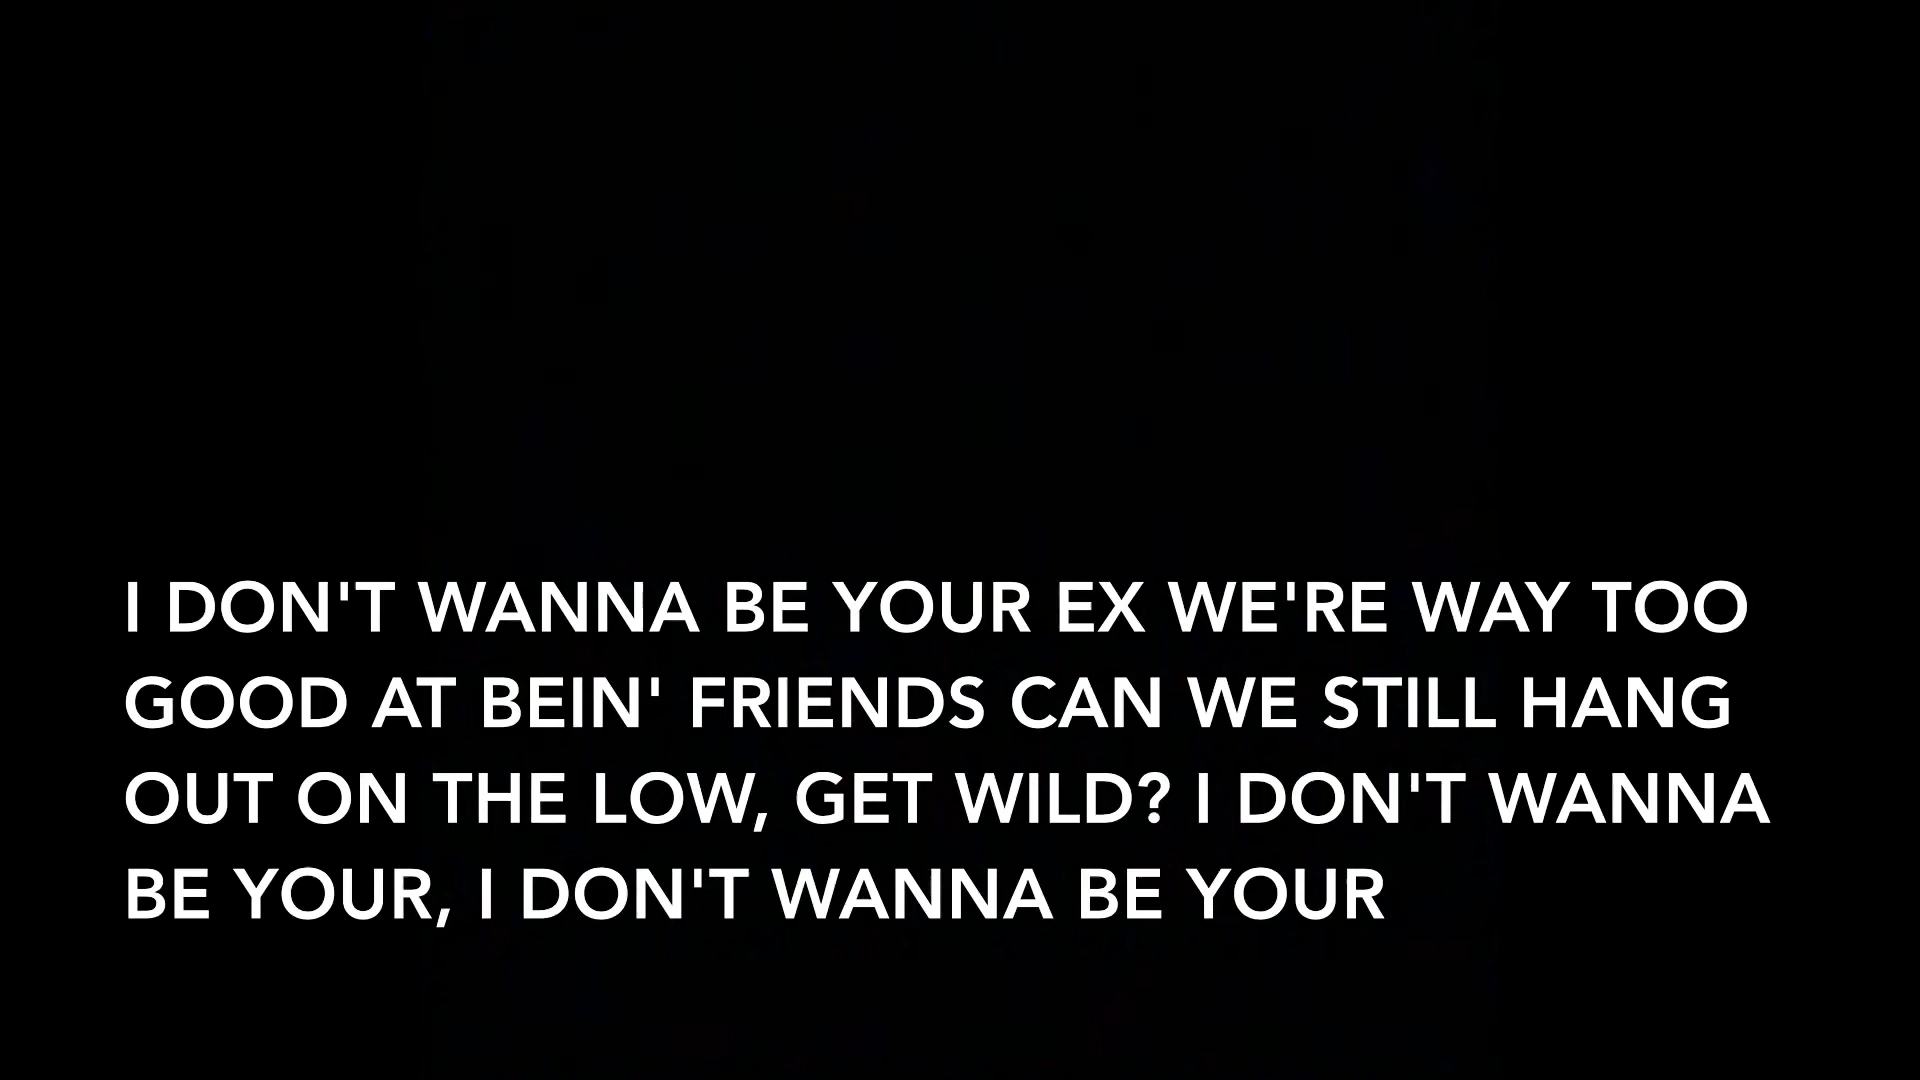 I DON'T WANNA BE YOUR EX WE'RE WAY TOO
GOOD AT BEIN' FRIENDS CAN WE STILL HANG
OUT ON THE LOW, GET WILD? I DON'T WANNA
BE YOUR, I DON'T WANNA BE YOUR